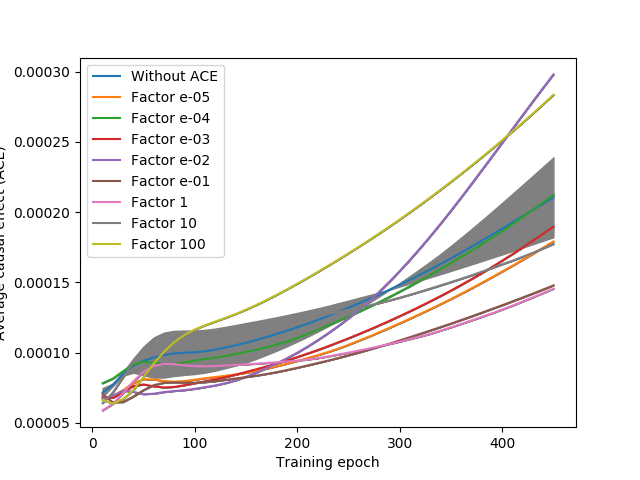 0.00030
0.00025
0.00020
0.00015
0.00010
0.00005
Average causal effect (ACE)
Without ACE
Factor e-05
Factor e-04
Factor e-03
Factor e-02
Factor e-01
Factor 1
Factor 10
Factor 100
0
100
200
300
400
Training epoch